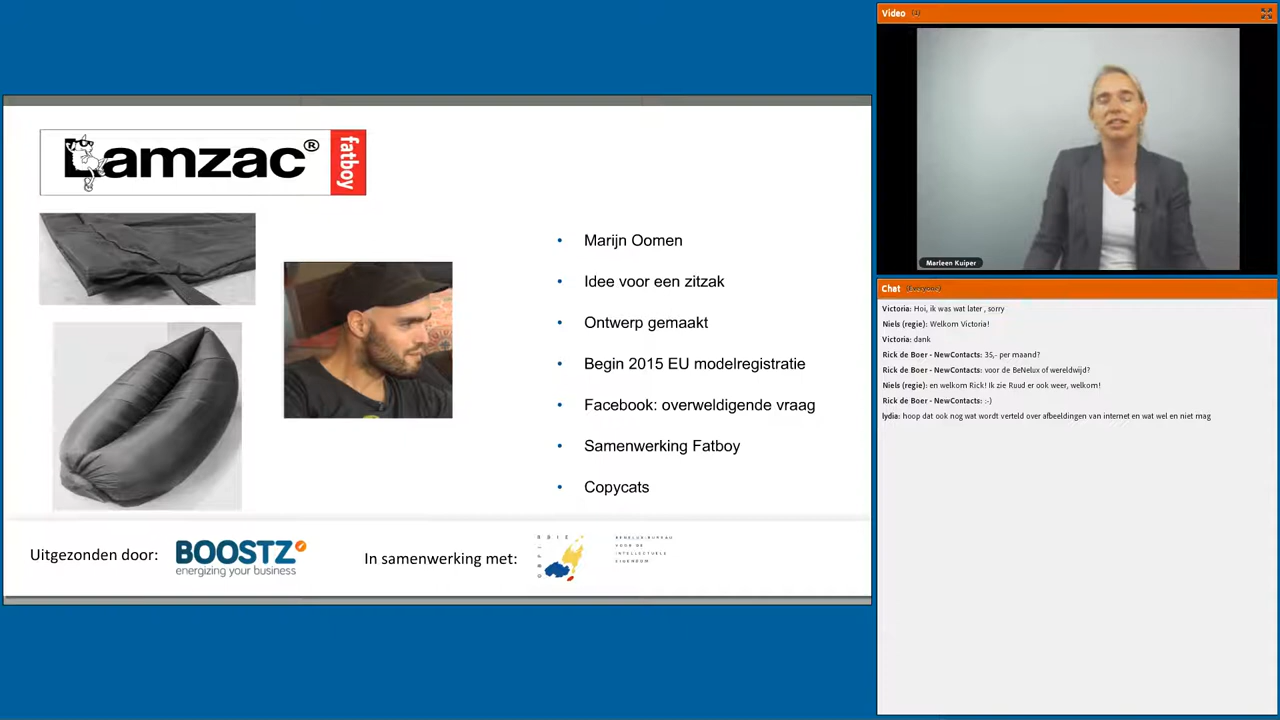 Lamzac®
fatboy
• Marijn Oomen
• Idee voor een zitzak
• Ontwerp gemaakt
• Begin 2015 EU modelregistratie
• Facebook: overweldigende vraag
• Samenwerking Fatboy
• Copycats
Uitgezonden door:
BOOSTZ
energizing your business
In samenwerking met:
BENELUX-BUREAU
VOOR DE
INTELLECTUELE
EIGENDOM
Video (4)
Marleen Kuiper
Chat (Everyone)
Victoria: Hoi, ik was wat later , sorry
Niels (regie): Welkom Victoria!
Victoria: dank
Rick de Boer - NewContacts: 35,- per maand?
Rick de Boer - NewContacts: voor de BeNelux of wereldwijd?
Niels (regie): en welkom Rick! Ik zie Ruud er ook weer, welkom!
Rick de Boer - NewContacts: :-)
lydia: hoop dat ook nog wat wordt verteld over afbeeldingen van internet en wat wel en niet mag